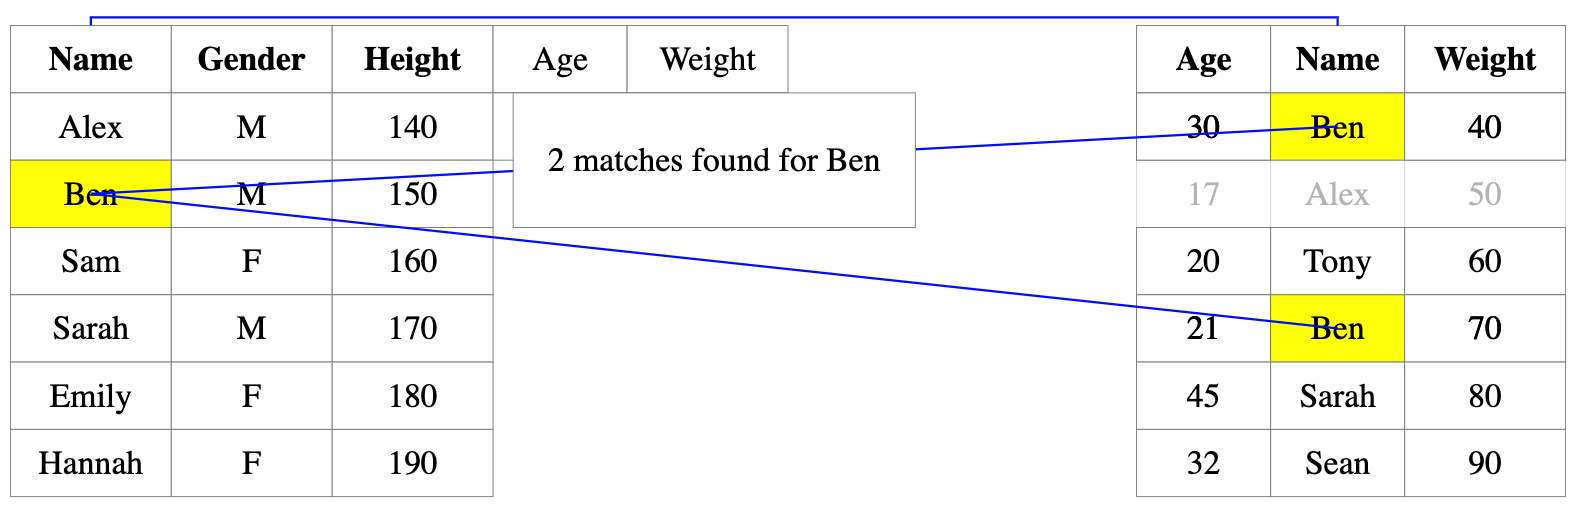 Name Gender Height Age Weight Age Name Weight
Alex M 140 30 Ben 40
2 matches found for Ben
Ben M 150 17 Alex 50
Sam F 160 20 Tony 60
Sarah M 170 21 Ben 70
Emily F 180 45 Sarah 80
Hannah F 190 32 Sean 90